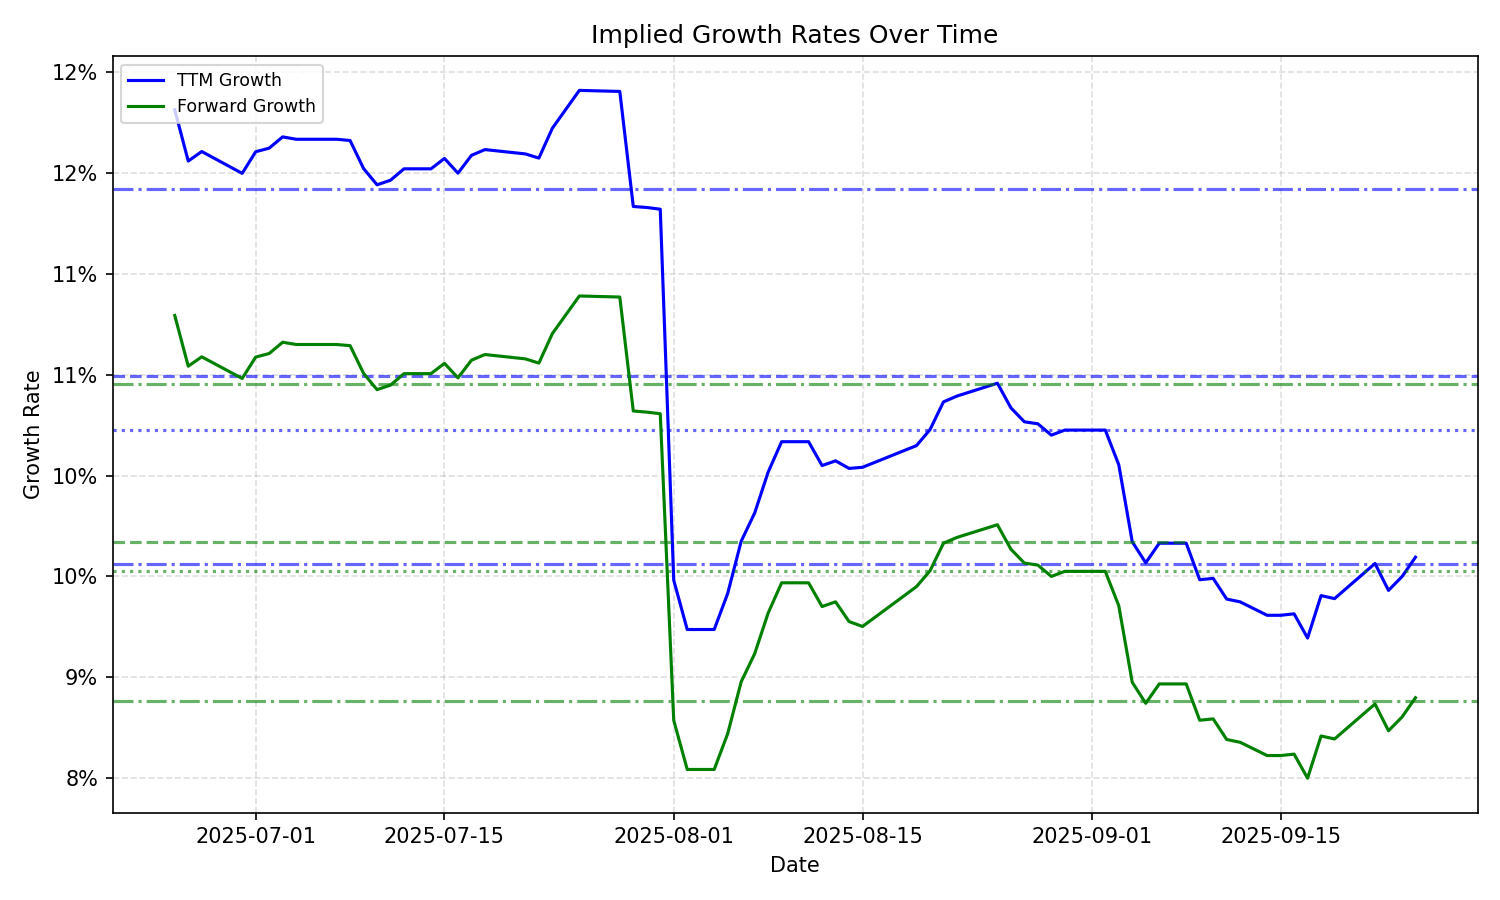 Implied Growth Rates Over Time
TTM Growth
Forward Growth
12%
12%
11%
11%
10%
10%
9%
8%
Growth Rate
2025-07-01
2025-07-15
2025-08-01
2025-08-15
2025-09-01
2025-09-15
Date